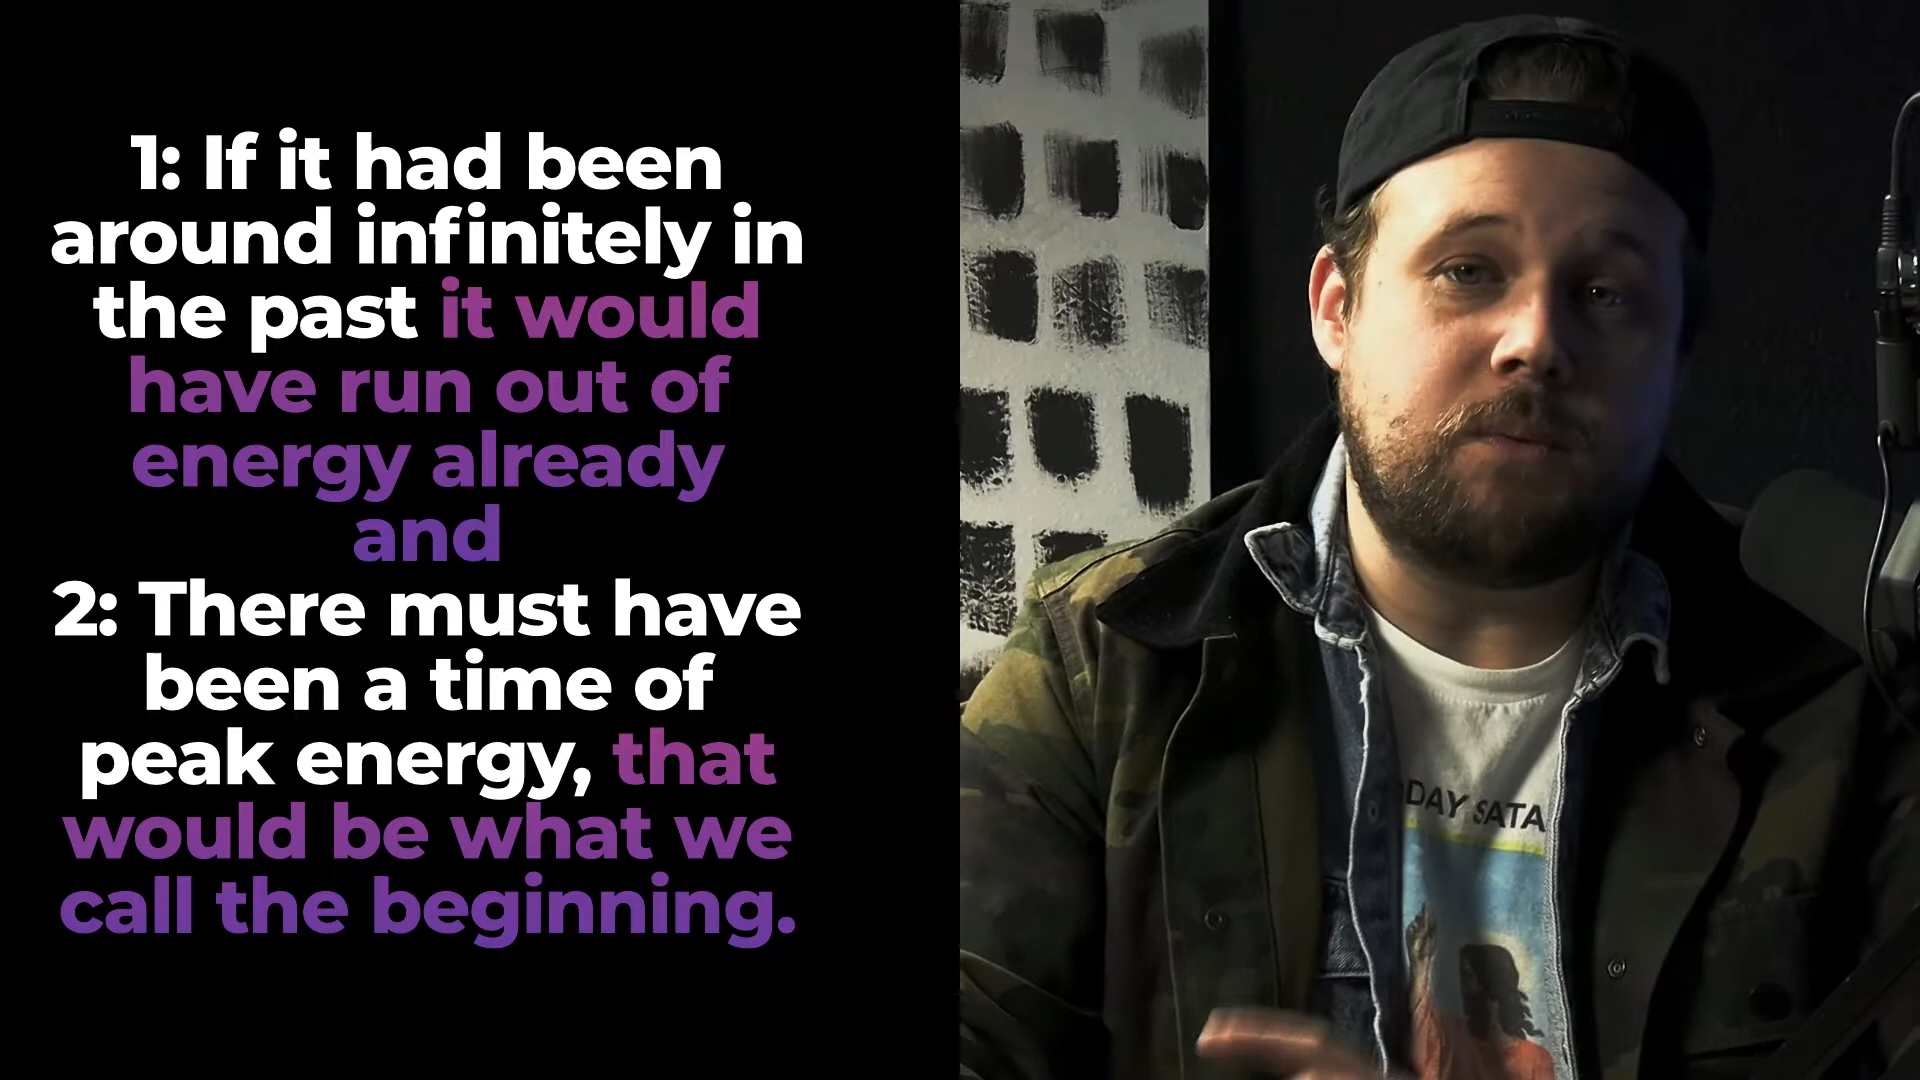 1: If it had been
around infinitely in
the past it would
have run out of
energy already
and
2: There must have
been a time of
peak energy, that
would be what we
call the beginning.
DAY SATA